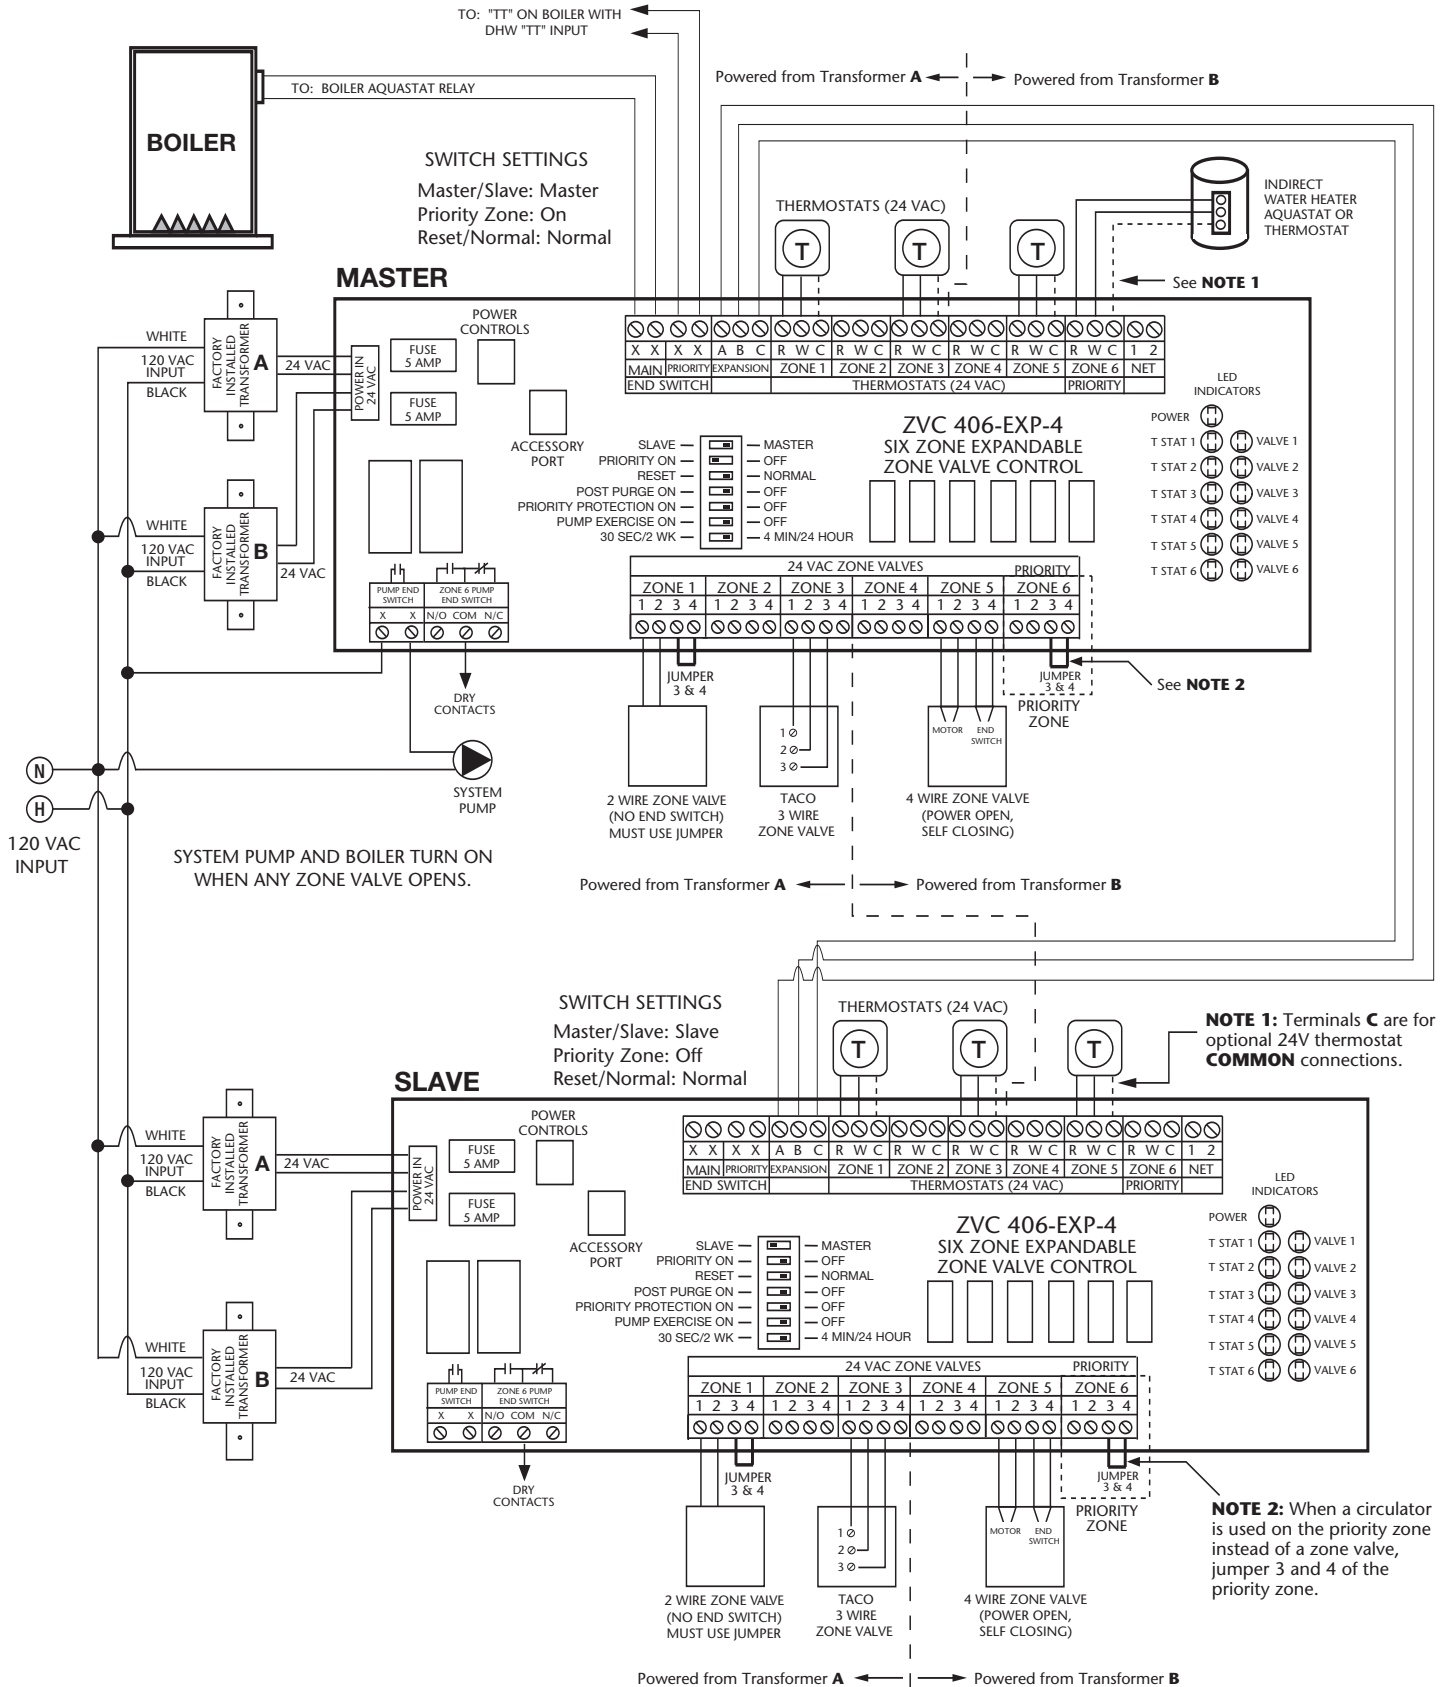 TO: "TT" ON BOILER WITH
DHW "TT" INPUT
Powered from Transformer A
Powered from Transformer B
TO: BOILER AQUASTAT RELAY
BOILER
SWITCH SETTINGS
Master/Slave: Master
Priority Zone: On
Reset/Normal: Normal
THERMOSTATS (24 VAC)
T
T
T
INDIRECT
WATER HEATER
AQUASTAT OR
THERMOSTAT
See NOTE 1
MASTER
WHITE
120 VAC
INPUT
BLACK
FACTORY
INSTALLED
TRANSFORMER
A
24 VAC
POWER IN
24 VAC
FUSE
5 AMP
FUSE
5 AMP
POWER
CONTROLS
ACCESSORY
PORT
X X X X A B C R W C R W C R W C R W C R W C R W C 1 2
MAIN PRIORITY EXPANSION ZONE 1 ZONE 2 ZONE 3 ZONE 4 ZONE 5 ZONE 6 NET
END SWITCH THERMOSTATS (24 VAC) PRIORITY
ZVC 406-EXP-4
SIX ZONE EXPANDABLE
ZONE VALVE CONTROL
LED
INDICATORS
POWER
T STAT 1 VALVE 1
T STAT 2 VALVE 2
T STAT 3 VALVE 3
T STAT 4 VALVE 4
T STAT 5 VALVE 5
T STAT 6 VALVE 6
SLAVE MASTER
PRIORITY ON OFF
RESET NORMAL
POST PURGE ON OFF
PRIORITY PROTECTION ON OFF
PUMP EXERCISE ON OFF
30 SEC/2 WK 4 MIN/24 HOUR
WHITE
120 VAC
INPUT
BLACK
FACTORY
INSTALLED
TRANSFORMER
B
24 VAC
PUMP END
SWITCH
ZONE 6 PUMP
END SWITCH
X X N/O COM N/C
DRY
CONTACTS
24 VAC ZONE VALVES PRIORITY
ZONE 1 ZONE 2 ZONE 3 ZONE 4 ZONE 5 ZONE 6
1 2 3 4 1 2 3 4 1 2 3 4 1 2 3 4 1 2 3 4 1 2 3 4
JUMPER
3 & 4
JUMPER
3 & 4
See NOTE 2
PRIORITY
ZONE
1
2
3
MOTOR
END
SWITCH
2 WIRE ZONE VALVE
(NO END SWITCH)
MUST USE JUMPER
TACO
3 WIRE
ZONE VALVE
4 WIRE ZONE VALVE
(POWER OPEN,
SELF CLOSING)
N
H
120 VAC
INPUT
SYSTEM
PUMP
SYSTEM PUMP AND BOILER TURN ON
WHEN ANY ZONE VALVE OPENS.
Powered from Transformer A
Powered from Transformer B
SWITCH SETTINGS
Master/Slave: Slave
Priority Zone: Off
Reset/Normal: Normal
THERMOSTATS (24 VAC)
T
T
T
NOTE 1: Terminals C are for
optional 24V thermostat
COMMON connections.
SLAVE
WHITE
120 VAC
INPUT
BLACK
FACTORY
INSTALLED
TRANSFORMER
A
24 VAC
POWER IN
24 VAC
FUSE
5 AMP
FUSE
5 AMP
POWER
CONTROLS
ACCESSORY
PORT
X X X X A B C R W C R W C R W C R W C R W C R W C 1 2
MAIN PRIORITY EXPANSION ZONE 1 ZONE 2 ZONE 3 ZONE 4 ZONE 5 ZONE 6 NET
END SWITCH THERMOSTATS (24 VAC) PRIORITY
ZVC 406-EXP-4
SIX ZONE EXPANDABLE
ZONE VALVE CONTROL
LED
INDICATORS
POWER
T STAT 1 VALVE 1
T STAT 2 VALVE 2
T STAT 3 VALVE 3
T STAT 4 VALVE 4
T STAT 5 VALVE 5
T STAT 6 VALVE 6
SLAVE MASTER
PRIORITY ON OFF
RESET NORMAL
POST PURGE ON OFF
PRIORITY PROTECTION ON OFF
PUMP EXERCISE ON OFF
30 SEC/2 WK 4 MIN/24 HOUR
WHITE
120 VAC
INPUT
BLACK
FACTORY
INSTALLED
TRANSFORMER
B
24 VAC
PUMP END
SWITCH
ZONE 6 PUMP
END SWITCH
X X N/O COM N/C
DRY
CONTACTS
24 VAC ZONE VALVES PRIORITY
ZONE 1 ZONE 2 ZONE 3 ZONE 4 ZONE 5 ZONE 6
1 2 3 4 1 2 3 4 1 2 3 4 1 2 3 4 1 2 3 4 1 2 3 4
JUMPER
3 & 4
JUMPER
3 & 4
PRIORITY
ZONE
1
2
3
MOTOR
END
SWITCH
2 WIRE ZONE VALVE
(NO END SWITCH)
MUST USE JUMPER
TACO
3 WIRE
ZONE VALVE
4 WIRE ZONE VALVE
(POWER OPEN,
SELF CLOSING)
NOTE 2: When a circulator
is used on the priority zone
instead of a zone valve,
jumper 3 and 4 of the
priority zone.
Powered from Transformer A
Powered from Transformer B